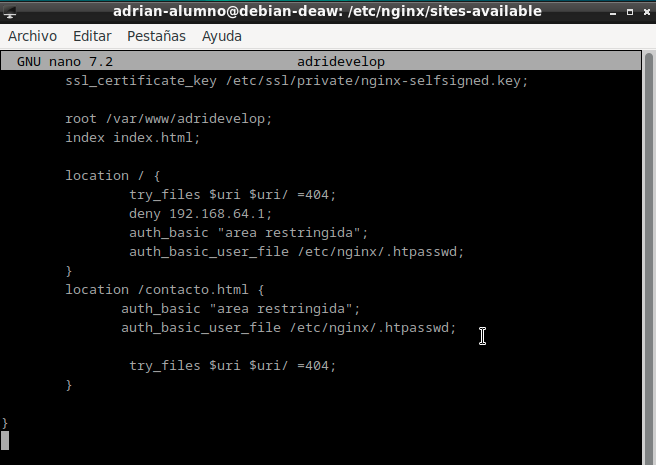 adrian-alumno@debian-deaw: /etc/nginx/sites-available
Archivo Editar Pestañas Ayuda
GNU nano 7.2 adridevelop
ssl_certificate_key /etc/ssl/private/nginx-selfsigned.key;
root /var/www/adridevelop;
index index.html;
location / {
try_files $uri $uri/ =404;
deny 192.168.64.1;
auth_basic "area restringida";
auth_basic_user_file /etc/nginx/.htpasswd;
}
location /contacto.html {
auth_basic "area restringida";
auth_basic_user_file /etc/nginx/.htpasswd;
try_files $uri $uri/ =404;
}
}